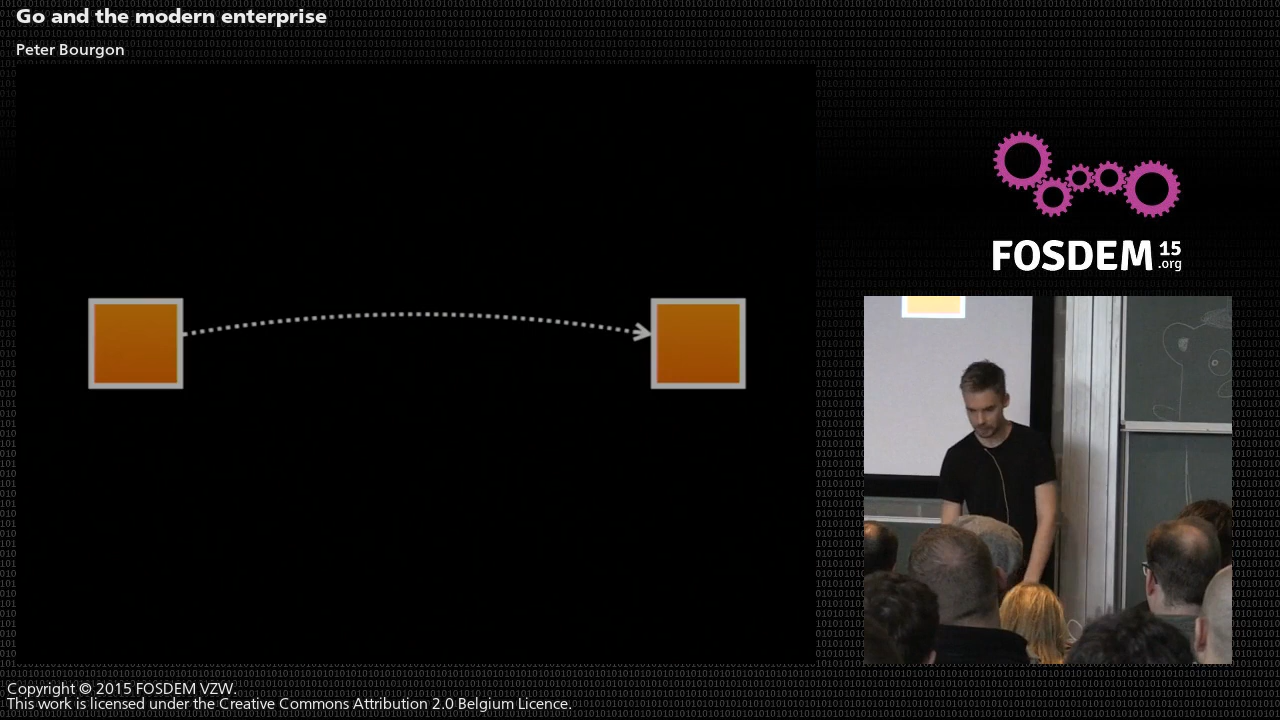 Go and the modern enterprise
Peter Bourgon
FOSDEM 15
.org
Copyright © 2015 FOSDEM VZW.
This work is licensed under the Creative Commons Attribution 2.0 Belgium Licence.